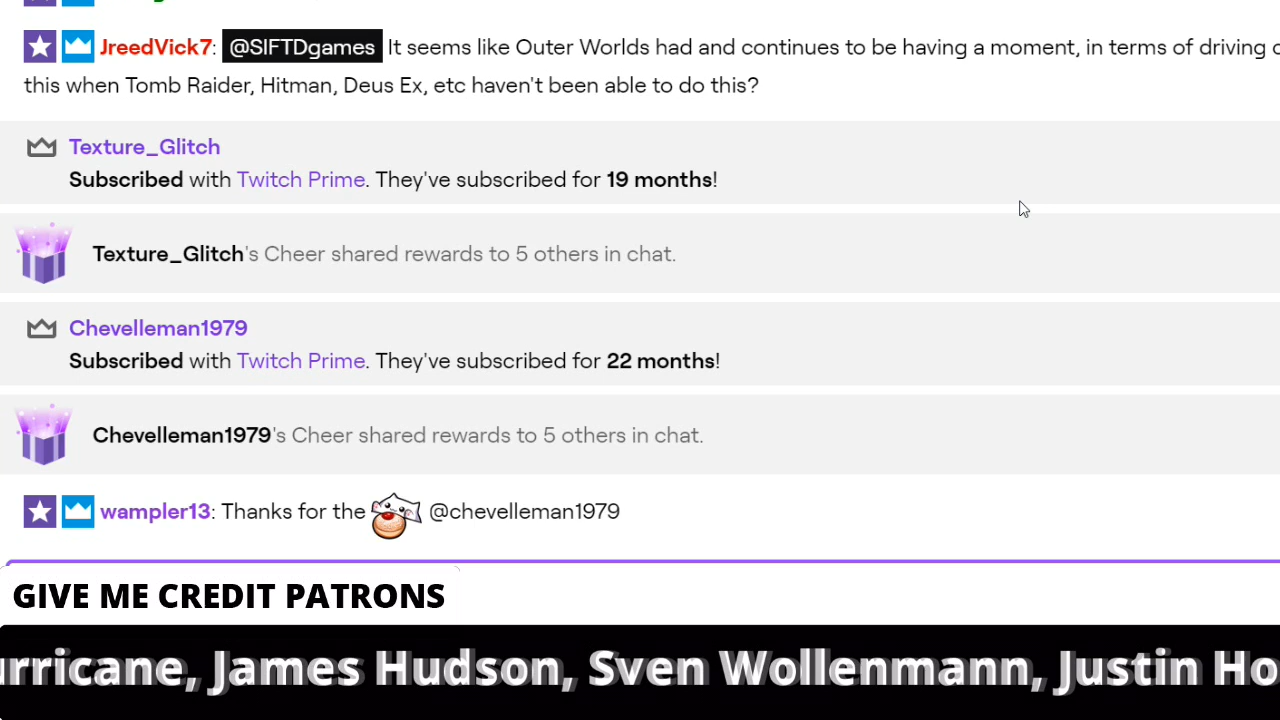 JreedVick7: @SIFTDgames It seems like Outer Worlds had and continues to be having a moment, in terms of driving
this when Tomb Raider, Hitman, Deus Ex, etc haven't been able to do this?
Texture_Glitch
Subscribed with Twitch Prime. They've subscribed for 19 months!
Texture_Glitch's Cheer shared rewards to 5 others in chat.
Chevelleman1979
Subscribed with Twitch Prime. They've subscribed for 22 months!
Chevelleman1979's Cheer shared rewards to 5 others in chat.
wampler13: Thanks for the @chevelleman1979
GIVE ME CREDIT PATRONS
urricane, James Hudson, Sven Wollenmann, Justin Ho